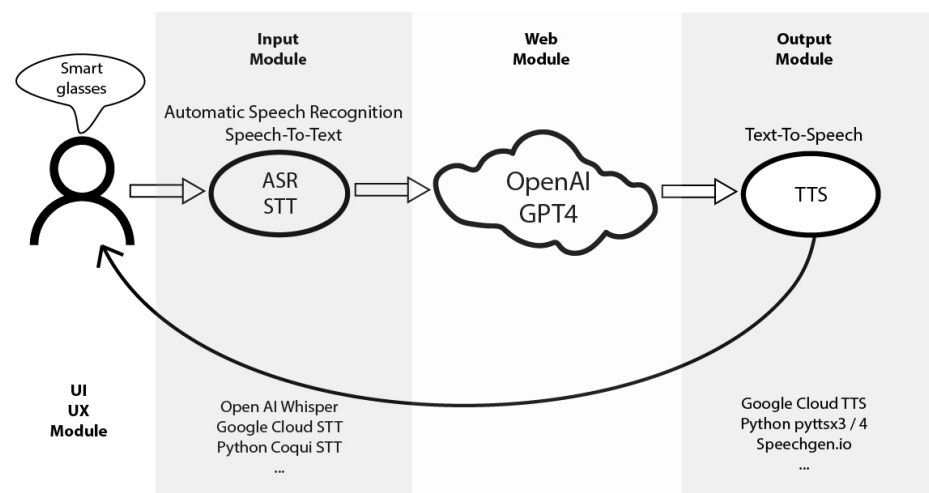 Input
Module
Web
Module
Output
Module
Smart
glasses
Automatic Speech Recognition
Speech-To-Text
Text-To-Speech
ASR
STT
OpenAI
GPT4
TTS
UI
UX
Module
Open AI Whisper
Google Cloud STT
Python Coqui STT
...
Google Cloud TTS
Python pyttsx3 / 4
Speechgen.io
...